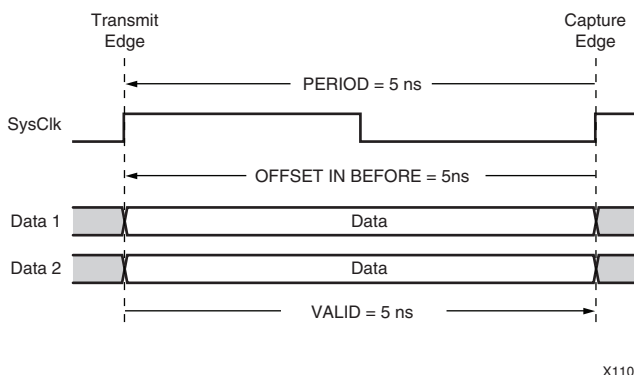 Transmit
Edge
Capture
Edge
PERIOD = 5 ns
SysClk
OFFSET IN BEFORE = 5ns
Data 1
Data
Data 2
Data
VALID = 5 ns
X110